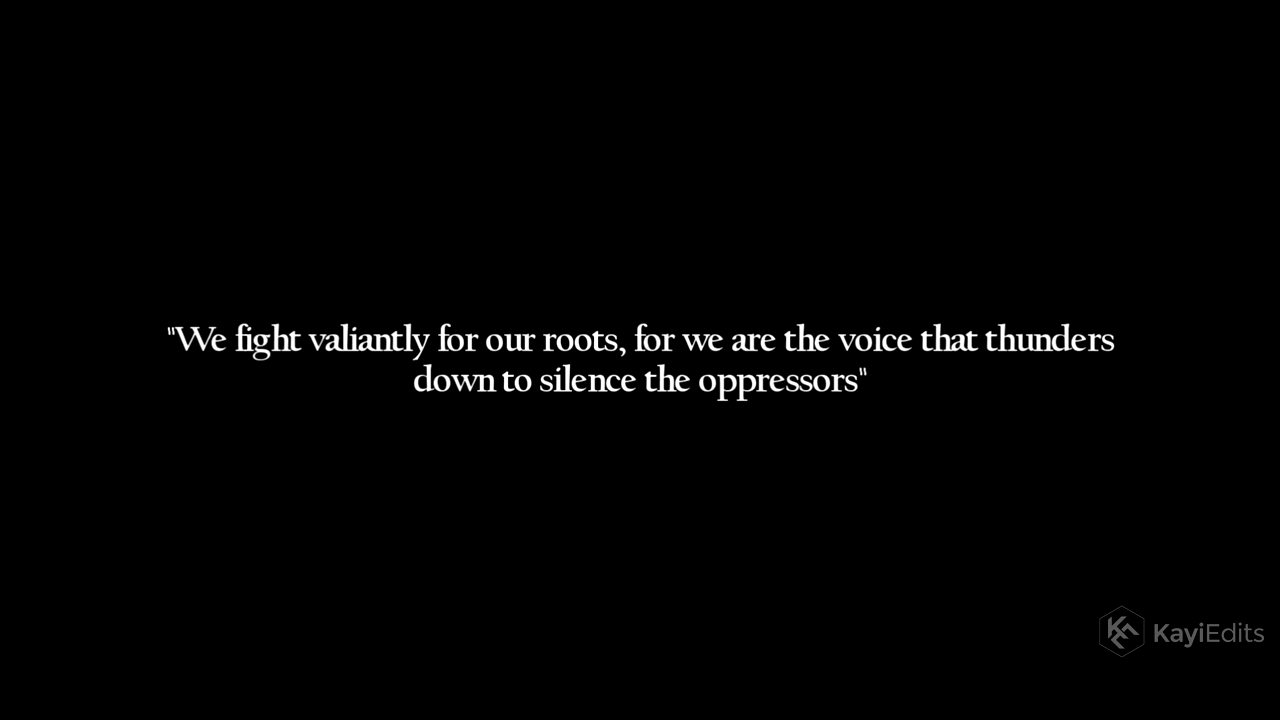 "We fight valiantly for our roots, for we are the voice that thunders
down to silence the oppressors"
KayiEdits